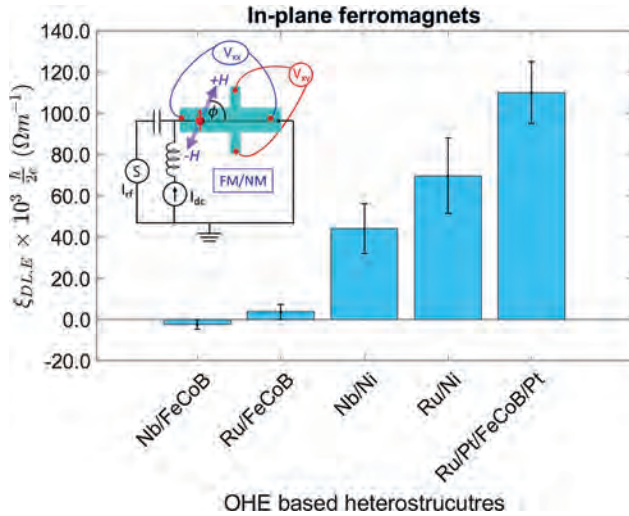 In-plane ferromagnets
ξDL,E × 10³ ħ/2e (Ωm⁻¹)
140.0
120.0
100.0
80.0
60.0
40.0
20.0
0.0
-20.0
Vxx
Vxy
+H
ϕ
-H
S
Irf
Idc
FM/NM
Nb/FeCoB
Ru/FeCoB
Nb/Ni
Ru/Ni
Ru/Pt/FeCoB/Pt
OHE based heterostrucutres